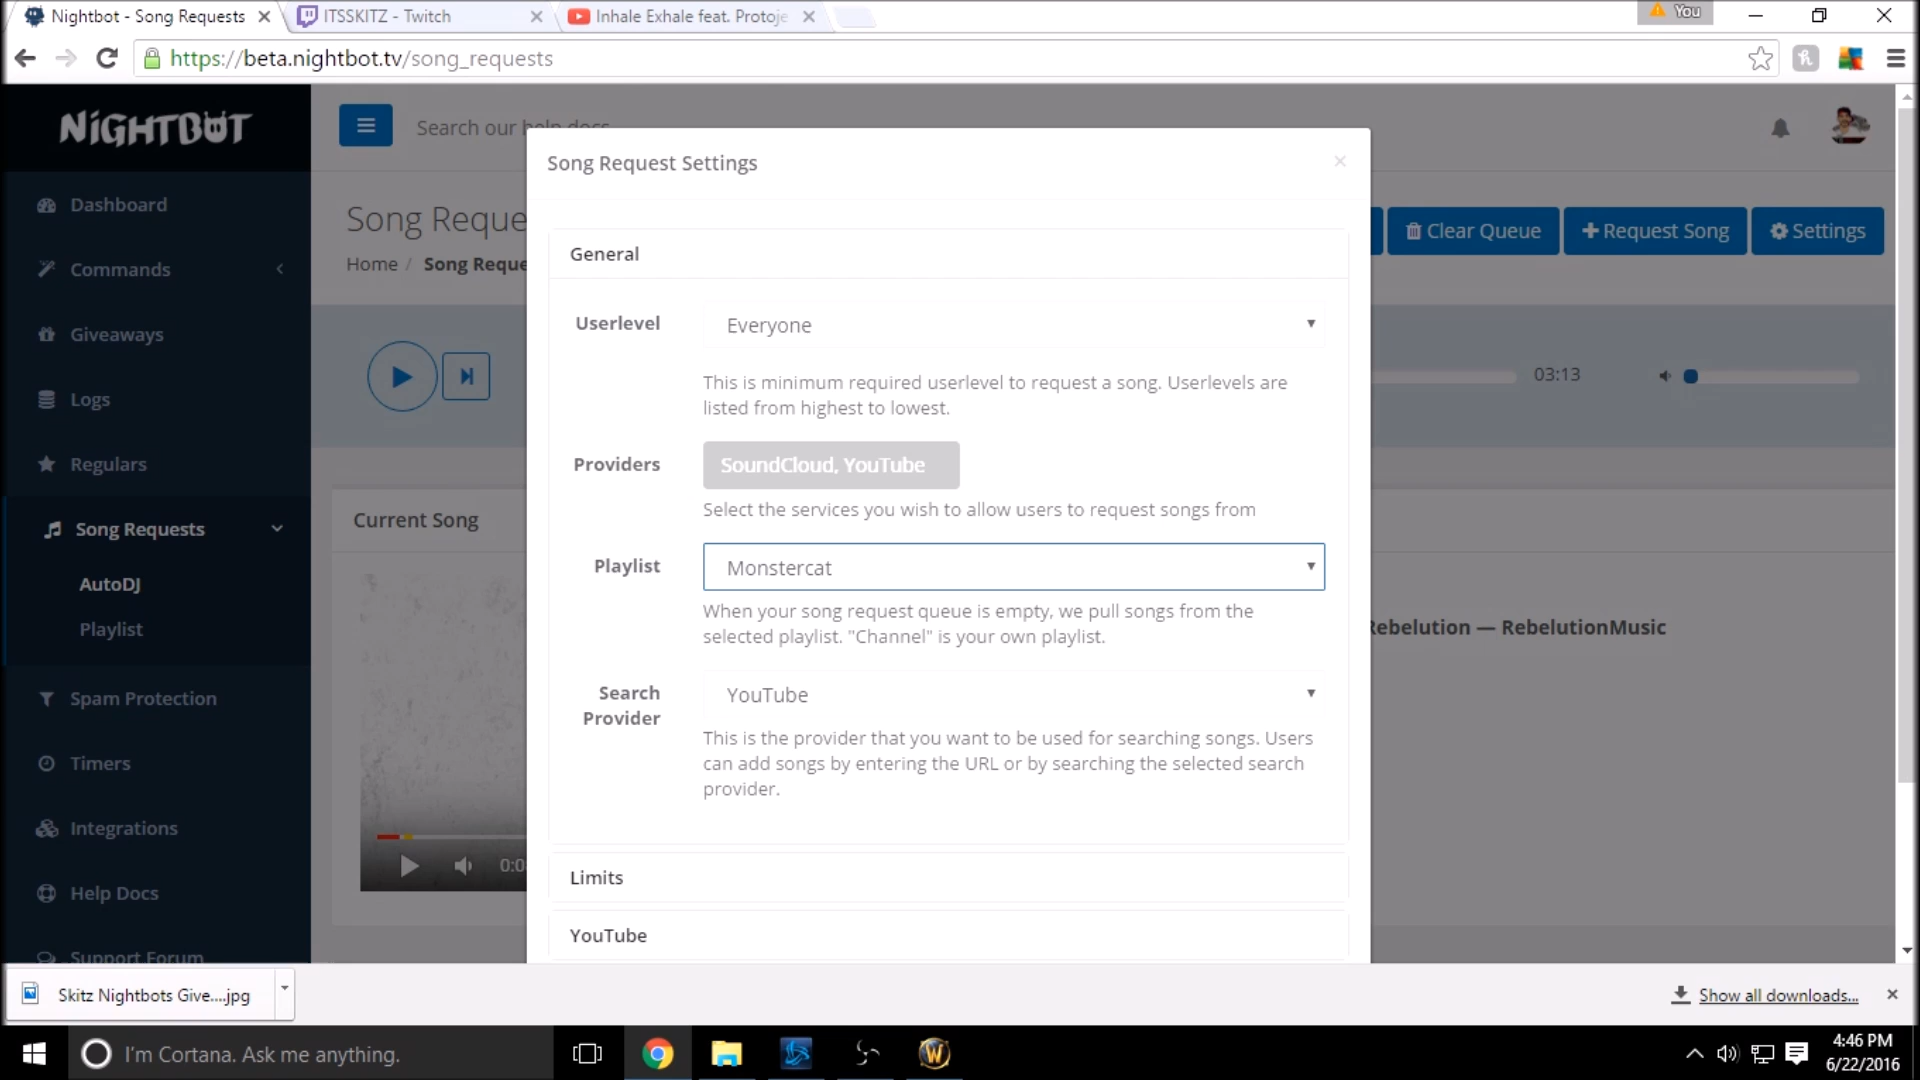 Nightbot - Song Requests
ITSSKITZ - Twitch
Inhale Exhale feat. Protoje
You
https://beta.nightbot.tv/song_requests
NIGHTBOT
Search our help docs
Song Request Settings
Song Reque
Clear Queue
Request Song
Settings
Home / Song Reque
Dashboard
Commands
Giveaways
Logs
Regulars
Song Requests
AutoDJ
Playlist
Spam Protection
Timers
Integrations
Help Docs
Support Forum
General
Userlevel
Everyone
This is minimum required userlevel to request a song. Userlevels are
listed from highest to lowest.
Providers
SoundCloud, YouTube
Select the services you wish to allow users to request songs from
Playlist
Monstercat
When your song request queue is empty, we pull songs from the
selected playlist. "Channel" is your own playlist.
Search
Provider
YouTube
This is the provider that you want to be used for searching songs. Users
can add songs by entering the URL or by searching the selected search
provider.
Limits
YouTube
03:13
Current Song
Rebelution — RebelutionMusic
0:0
Skitz Nightbots Give....jpg
Show all downloads...
I'm Cortana. Ask me anything.
4:46 PM
6/22/2016